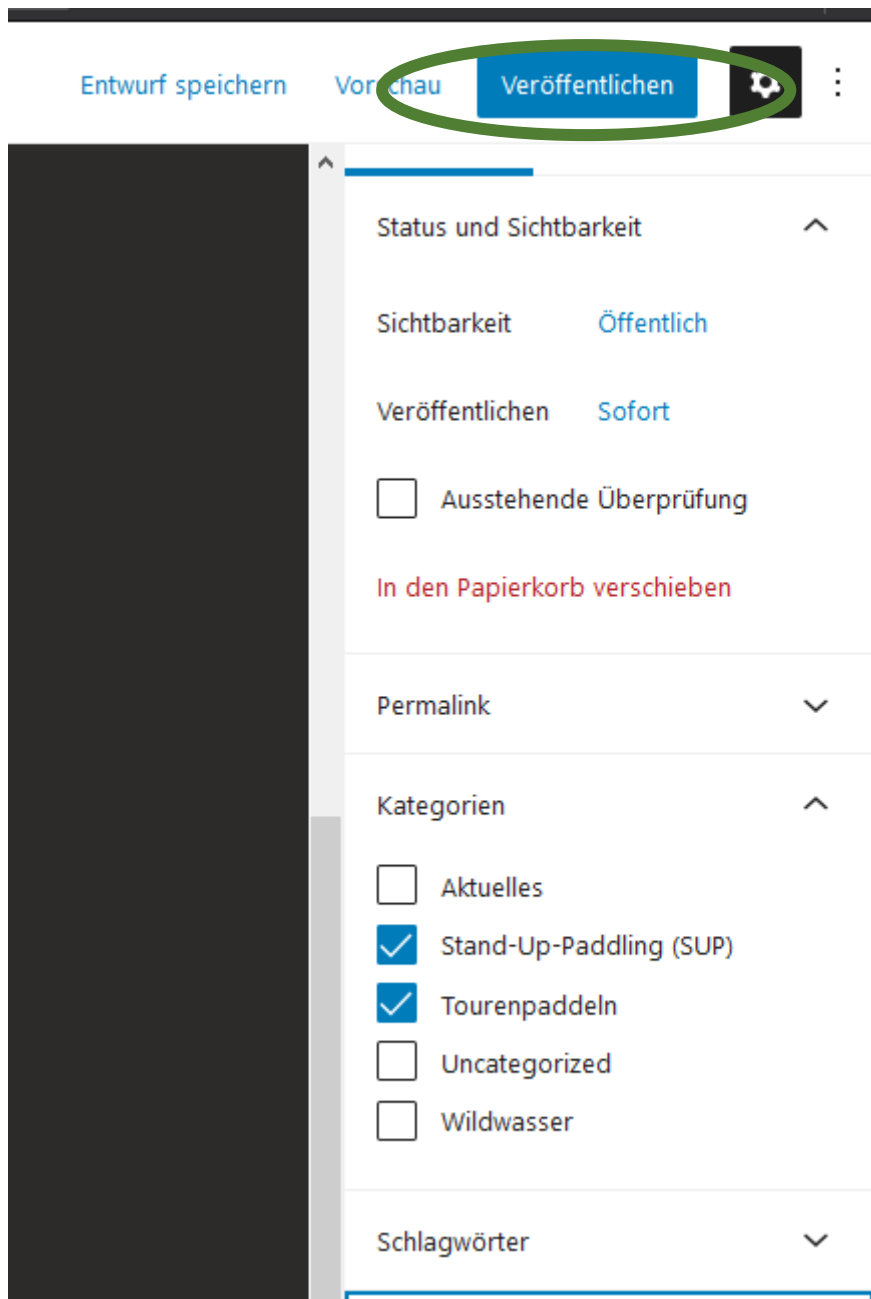 Entwurf speichern Vorschau Veröffentlichen
Status und Sichtbarkeit
Sichtbarkeit Öffentlich
Veröffentlichen Sofort
Ausstehende Überprüfung
In den Papierkorb verschieben
Permalink
Kategorien
Aktuelles
Stand-Up-Paddling (SUP)
Tourenpaddeln
Uncategorized
Wildwasser
Schlagwörter